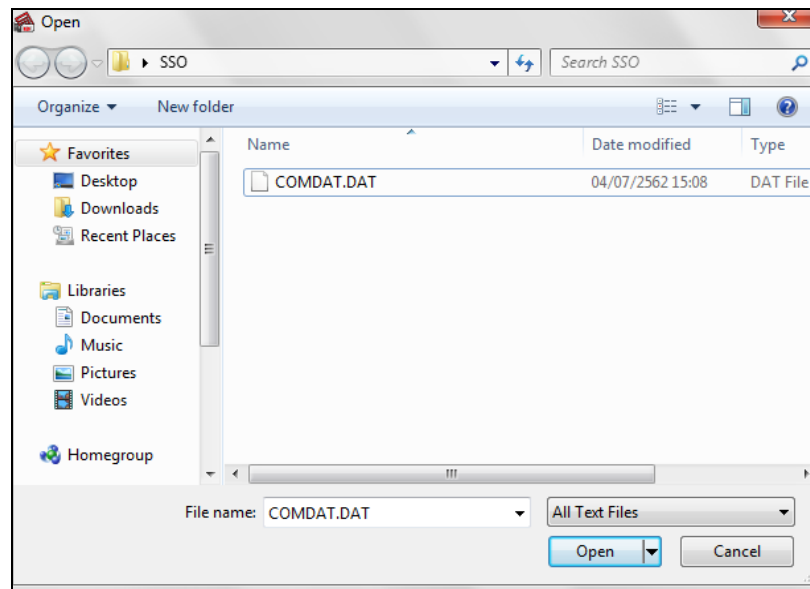 Open
SSO
Search SSO
Organize New folder
Name Date modified Type
Favorites
COMDAT.DAT 04/07/2562 15:08 DAT File
Desktop
Downloads
Recent Places
Libraries
Documents
Music
Pictures
Videos
Homegroup
File name: COMDAT.DAT All Text Files
Open Cancel